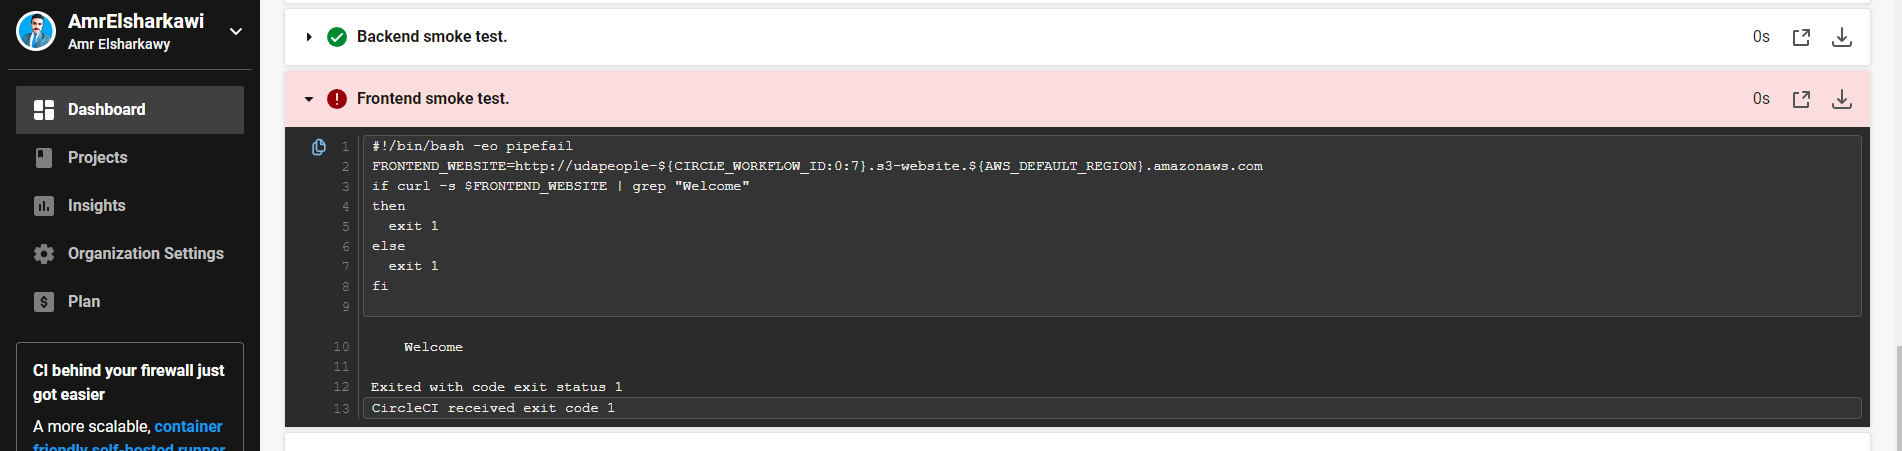 AmrElsharkawi
Amr Elsharkawy
Dashboard
Projects
Insights
Organization Settings
Plan
CI behind your firewall just
got easier
A more scalable, container
friendly self-hosted runner
Backend smoke test.
0s
Frontend smoke test.
0s
1 #!/bin/bash -eo pipefail
2 FRONTEND_WEBSITE=http://udapeople-${CIRCLE_WORKFLOW_ID:0:7}.s3-website.${AWS_DEFAULT_REGION}.amazonaws.com
3 if curl -s $FRONTEND_WEBSITE | grep "Welcome"
4 then
5   exit 1
6 else
7   exit 1
8 fi
9
10     Welcome
11
12 Exited with code exit status 1
13 CircleCI received exit code 1